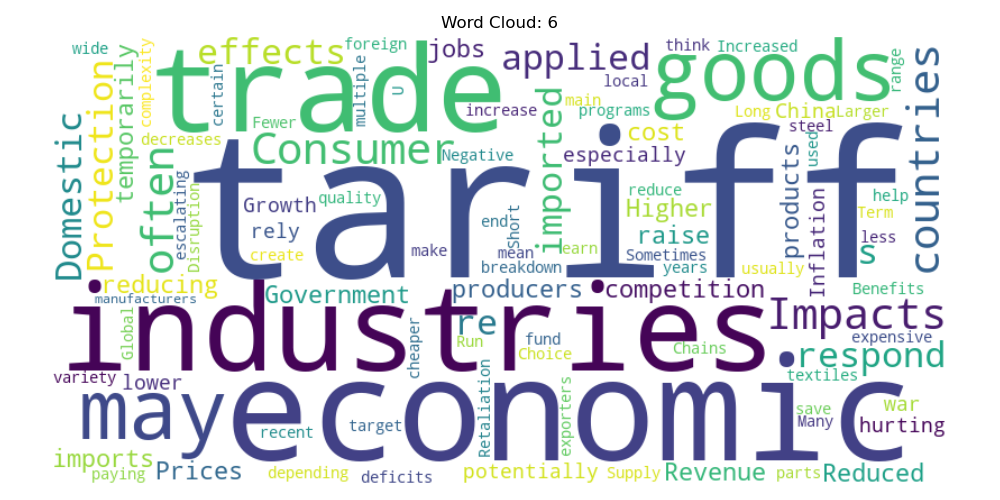 Word Cloud: 6
wide
complexity
temporarily
Protection
Domestic
often
decreases
escalating
Disruption
trade
effects
certain
Fewer
foreign
multiple
U
jobs
increase
applied
think
Increased
local
main
programs
goods
range
countries
Long
China
Larger
steel
Consumer
Negative
imported
especially
cost
products
used
tariff
Growth
rely
create
quality
make
end
Short
mean
breakdown
earn
reduce
Higher
raise
Sometimes
years
usually
Inflation
help
Term
less
s
reducing
manufacturers
Government
producers
competition
Benefits
Impacts
expensive
industries
Global
cheaper
re
Run
fund
Choice
Chains
respond
textiles
variety
lower
may
economic
recent
target
Retaliation
exporters
save
Many
war
hurting
imports
paying
Prices
depending
deficits
potentially
Supply
Revenue
parts
Reduced